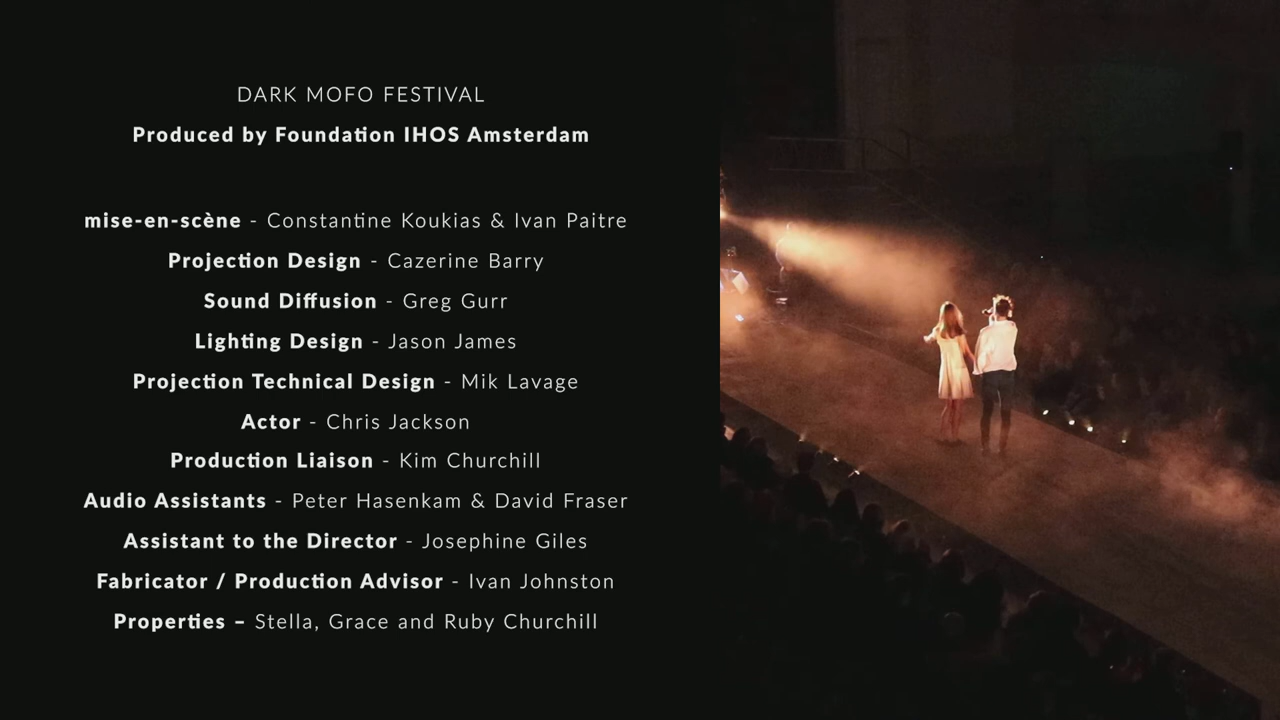 DARK MOFO FESTIVAL
Produced by Foundation IHOS Amsterdam
mise-en-scène - Constantine Koukias & Ivan Paitre
Projection Design - Cazerine Barry
Sound Diffusion - Greg Gurr
Lighting Design - Jason James
Projection Technical Design - Mik Lavage
Actor - Chris Jackson
Production Liaison - Kim Churchill
Audio Assistants - Peter Hasenkam & David Fraser
Assistant to the Director - Josephine Giles
Fabricator / Production Advisor - Ivan Johnston
Properties – Stella, Grace and Ruby Churchill